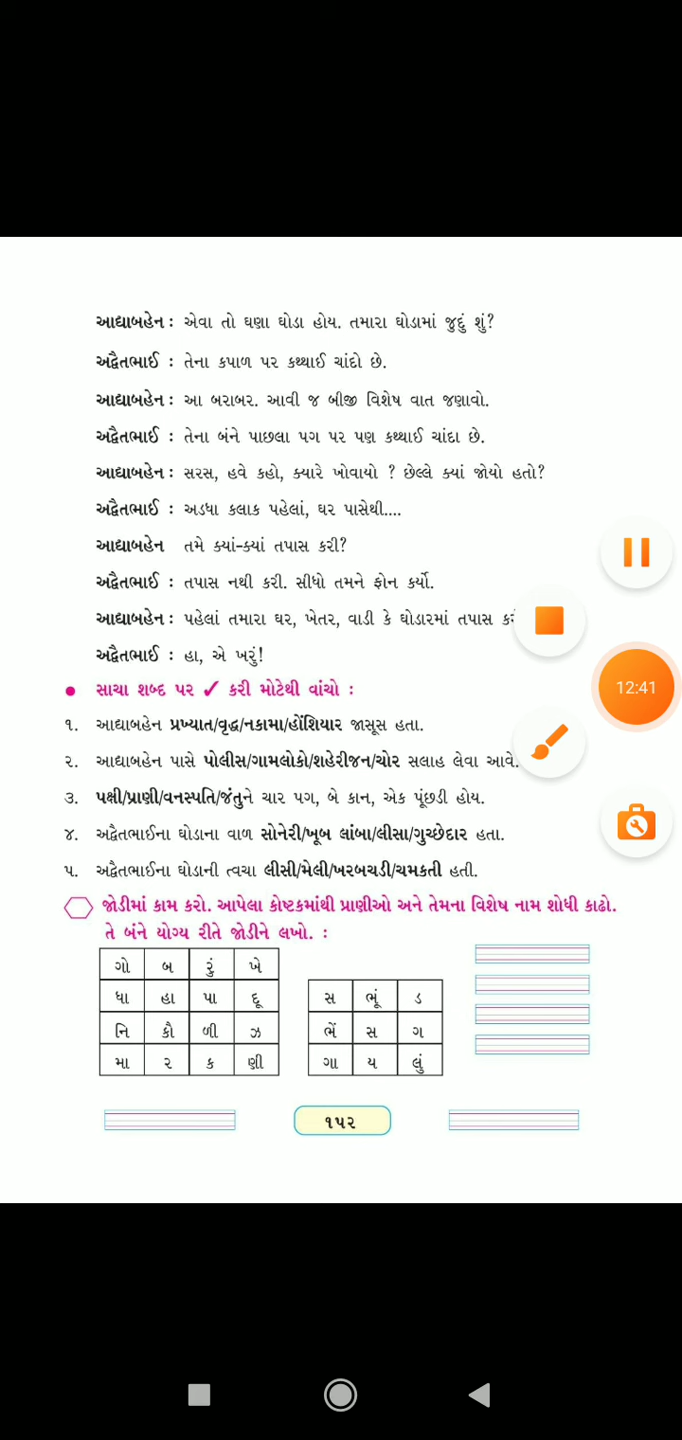 આદ્યાબહેન : એવા તો ઘણા ઘોડા હોય. તમારા ઘોડામાં જુદું શું?
અદ્વૈતભાઈ : તેના કપાળ પર કથ્થાઈ ચાંદો છે.
આદ્યાબહેન : આ બરાબર. આવી જ બીજી વિશેષ વાત જણાવો.
અદ્વૈતભાઈ : તેના બંને પાછલા પગ પર પણ કથ્થાઈ ચાંદા છે.
આદ્યાબહેન : સરસ, હવે કહો, ક્યારે ખોવાયો ? છેલ્લે ક્યાં જોયો હતો?
અદ્વૈતભાઈ : અડધા કલાક પહેલાં, ઘર પાસેથી....
આદ્યાબહેન તમે ક્યાં-ક્યાં તપાસ કરી?
અદ્વૈતભાઈ : તપાસ નથી કરી. સીધો તમને ફોન કર્યો.
આદ્યાબહેન : પહેલાં તમારા ઘર, ખેતર, વાડી કે ઘોડારમાં તપાસ
અદ્વૈતભાઈ : હા, એ ખરું!
● સાચા શબ્દ પર ✓ કરી મોટેથી વાંચો :
૧. આદ્યાબહેન પ્રખ્યાત/વૃદ્ધ/નકામા/હોંશિયાર જાસૂસ હતા.
૨. આદ્યાબહેન પાસે પોલીસ/ગામલોકો/શહેરીજન/ચોર સલાહ લેવા આવે.
૩. પક્ષી/પ્રાણી/વનસ્પતિ/જંતુને ચાર પગ, બે કાન, એક પૂંછડી હોય.
૪. અદ્વૈતભાઈના ઘોડાના વાળ સોનેરી/ખૂબ લાંબા/લીસા/ગુચ્છેદાર હતા.
૫. અદ્વૈતભાઈના ઘોડાની ત્વચા લીસી/મેલી/ખરબચડી/ચમકતી હતી.
જોડીમાં કામ કરો. આપેલા કોષ્ટકમાંથી પ્રાણીઓ અને તેમના વિશેષ નામ શોધી કાઢો.
તે બંને યોગ્ય રીતે જોડીને લખો. :
ગો બ રું ખે
ધા હા પા દૂ
નિ કૌ ળી ઝ
મા ર ક ણી
સ ભૂં ડ
ભેં સ ગ
ગા ય લું
૧૫૨
12:41